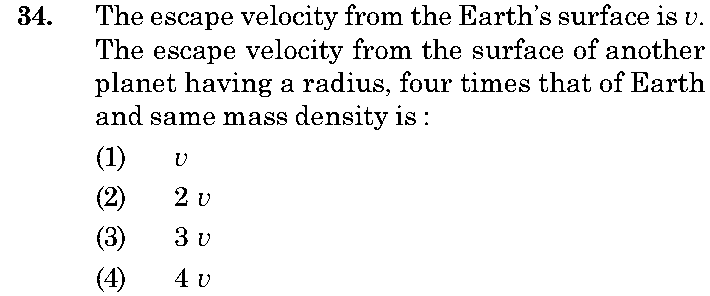 34. The escape velocity from the Earth's surface is v.
The escape velocity from the surface of another
planet having a radius, four times that of Earth
and same mass density is :
(1) v
(2) 2 v
(3) 3 v
(4) 4 v